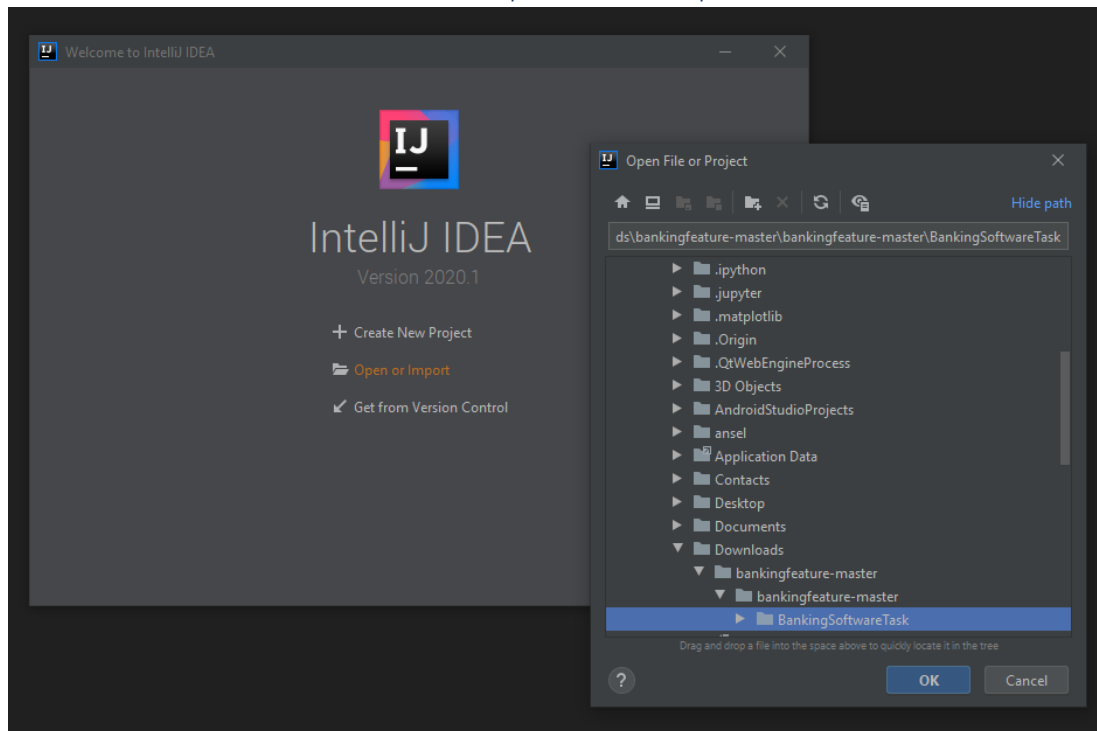 Welcome to IntelliJ IDEA
IJ
IntelliJ IDEA
Version 2020.1
Create New Project
Open or Import
Get from Version Control
Open File or Project
Hide path
ds\bankingfeature-master\bankingfeature-master\BankingSoftwareTask
.ipython
.jupyter
.matplotlib
.Origin
.QtWebEngineProcess
3D Objects
AndroidStudioProjects
ansel
Application Data
Contacts
Desktop
Documents
Downloads
bankingfeature-master
bankingfeature-master
BankingSoftwareTask
Drag and drop a file into the space above to quickly locate it in the tree
?
OK
Cancel